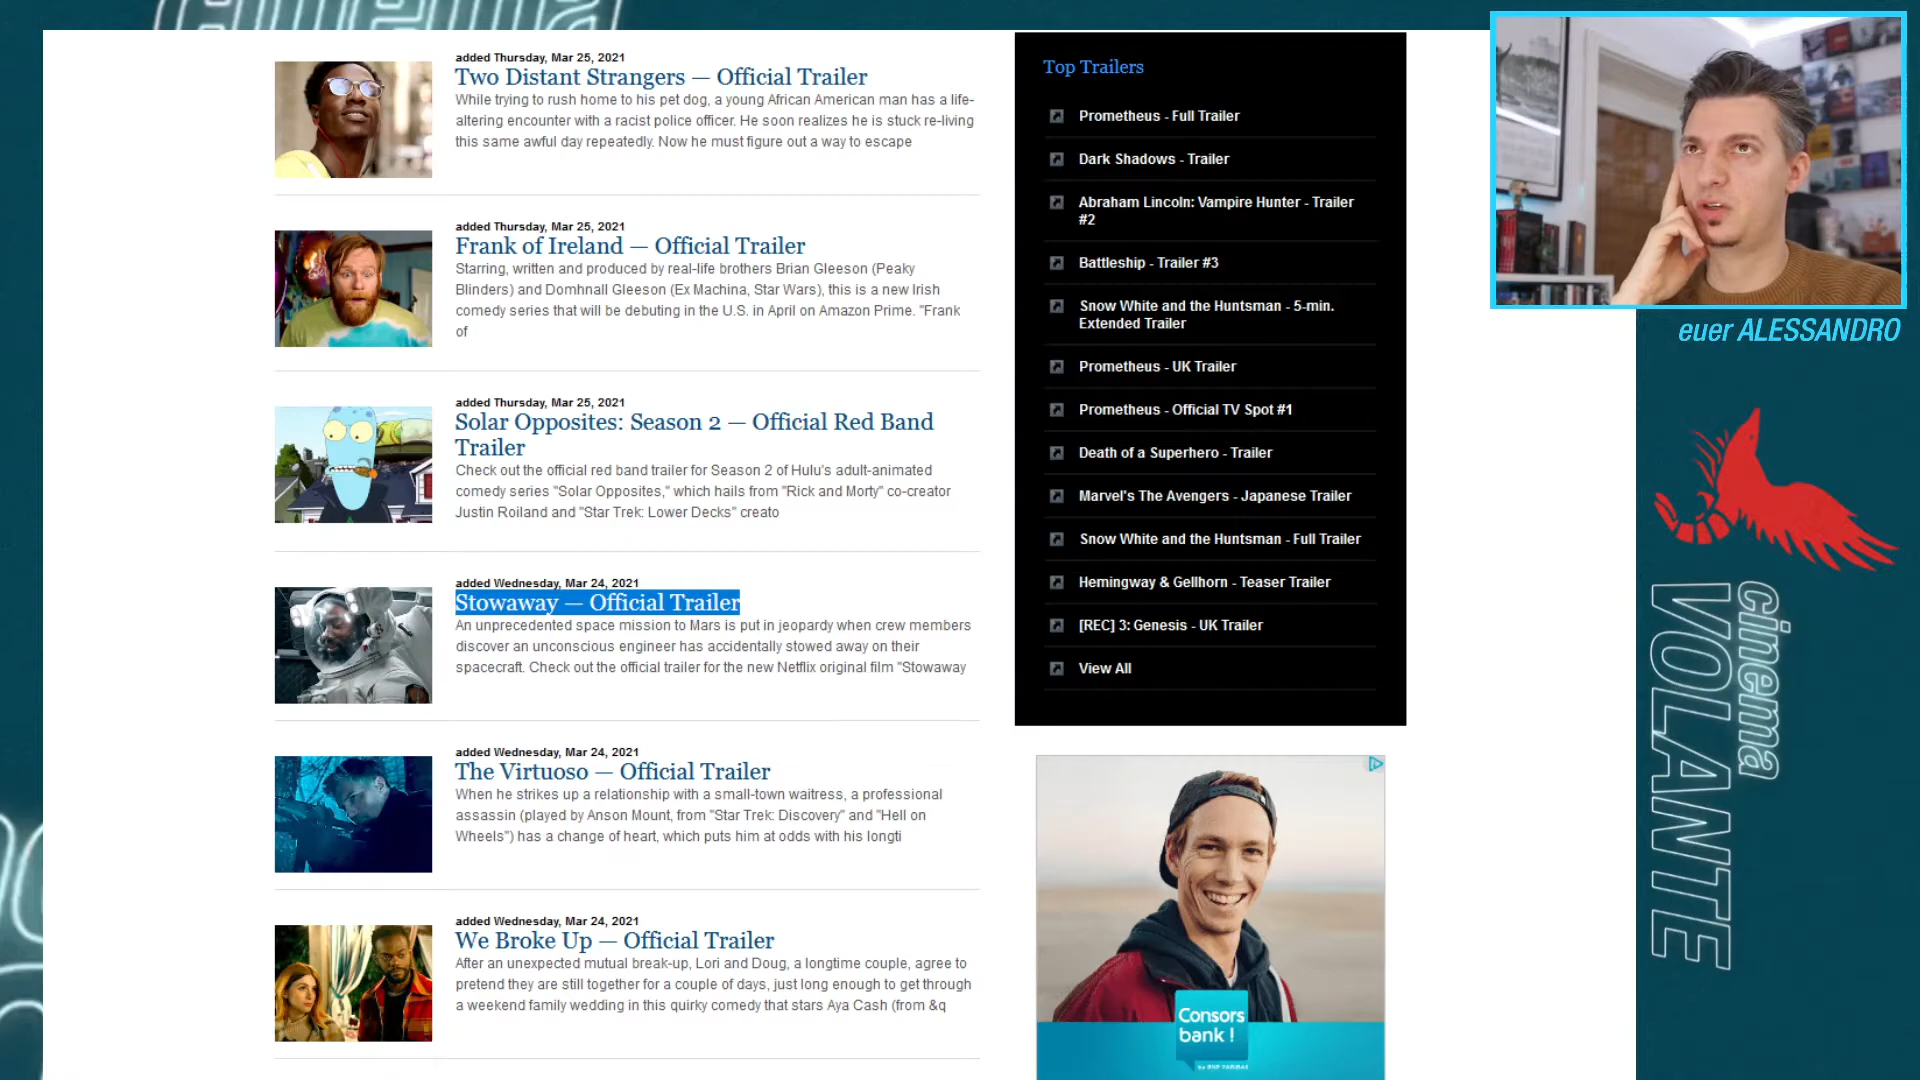 added Thursday, Mar 25, 2021
Two Distant Strangers — Official Trailer
While trying to rush home to his pet dog, a young African American man has a life-
altering encounter with a racist police officer. He soon realizes he is stuck re-living
this same awful day repeatedly. Now he must figure out a way to escape
added Thursday, Mar 25, 2021
Frank of Ireland — Official Trailer
Starring, written and produced by real-life brothers Brian Gleeson (Peaky
Blinders) and Domhnall Gleeson (Ex Machina, Star Wars), this is a new Irish
comedy series that will be debuting in the U.S. in April on Amazon Prime. "Frank
of
added Thursday, Mar 25, 2021
Solar Opposites: Season 2 — Official Red Band
Trailer
Check out the official red band trailer for Season 2 of Hulu's adult-animated
comedy series "Solar Opposites," which hails from "Rick and Morty" co-creator
Justin Roiland and "Star Trek: Lower Decks" creato
added Wednesday, Mar 24, 2021
Stowaway — Official Trailer
An unprecedented space mission to Mars is put in jeopardy when crew members
discover an unconscious engineer has accidentally stowed away on their
spacecraft. Check out the official trailer for the new Netflix original film "Stowaway
added Wednesday, Mar 24, 2021
The Virtuoso — Official Trailer
When he strikes up a relationship with a small-town waitress, a professional
assassin (played by Anson Mount, from "Star Trek: Discovery" and "Hell on
Wheels") has a change of heart, which puts him at odds with his longti
added Wednesday, Mar 24, 2021
We Broke Up — Official Trailer
After an unexpected mutual break-up, Lori and Doug, a longtime couple, agree to
pretend they are still together for a couple of days, just long enough to get through
a weekend family wedding in this quirky comedy that stars Aya Cash (from &q
Top Trailers
Prometheus - Full Trailer
Dark Shadows - Trailer
Abraham Lincoln: Vampire Hunter - Trailer
#2
Battleship - Trailer #3
Snow White and the Huntsman - 5-min.
Extended Trailer
Prometheus - UK Trailer
Prometheus - Official TV Spot #1
Death of a Superhero - Trailer
Marvel's The Avengers - Japanese Trailer
Snow White and the Huntsman - Full Trailer
Hemingway & Gellhorn - Teaser Trailer
[REC] 3: Genesis - UK Trailer
View All
Consors
bank !
by BNP PARIBAS
euer ALESSANDRO
cinema
VOLANTE